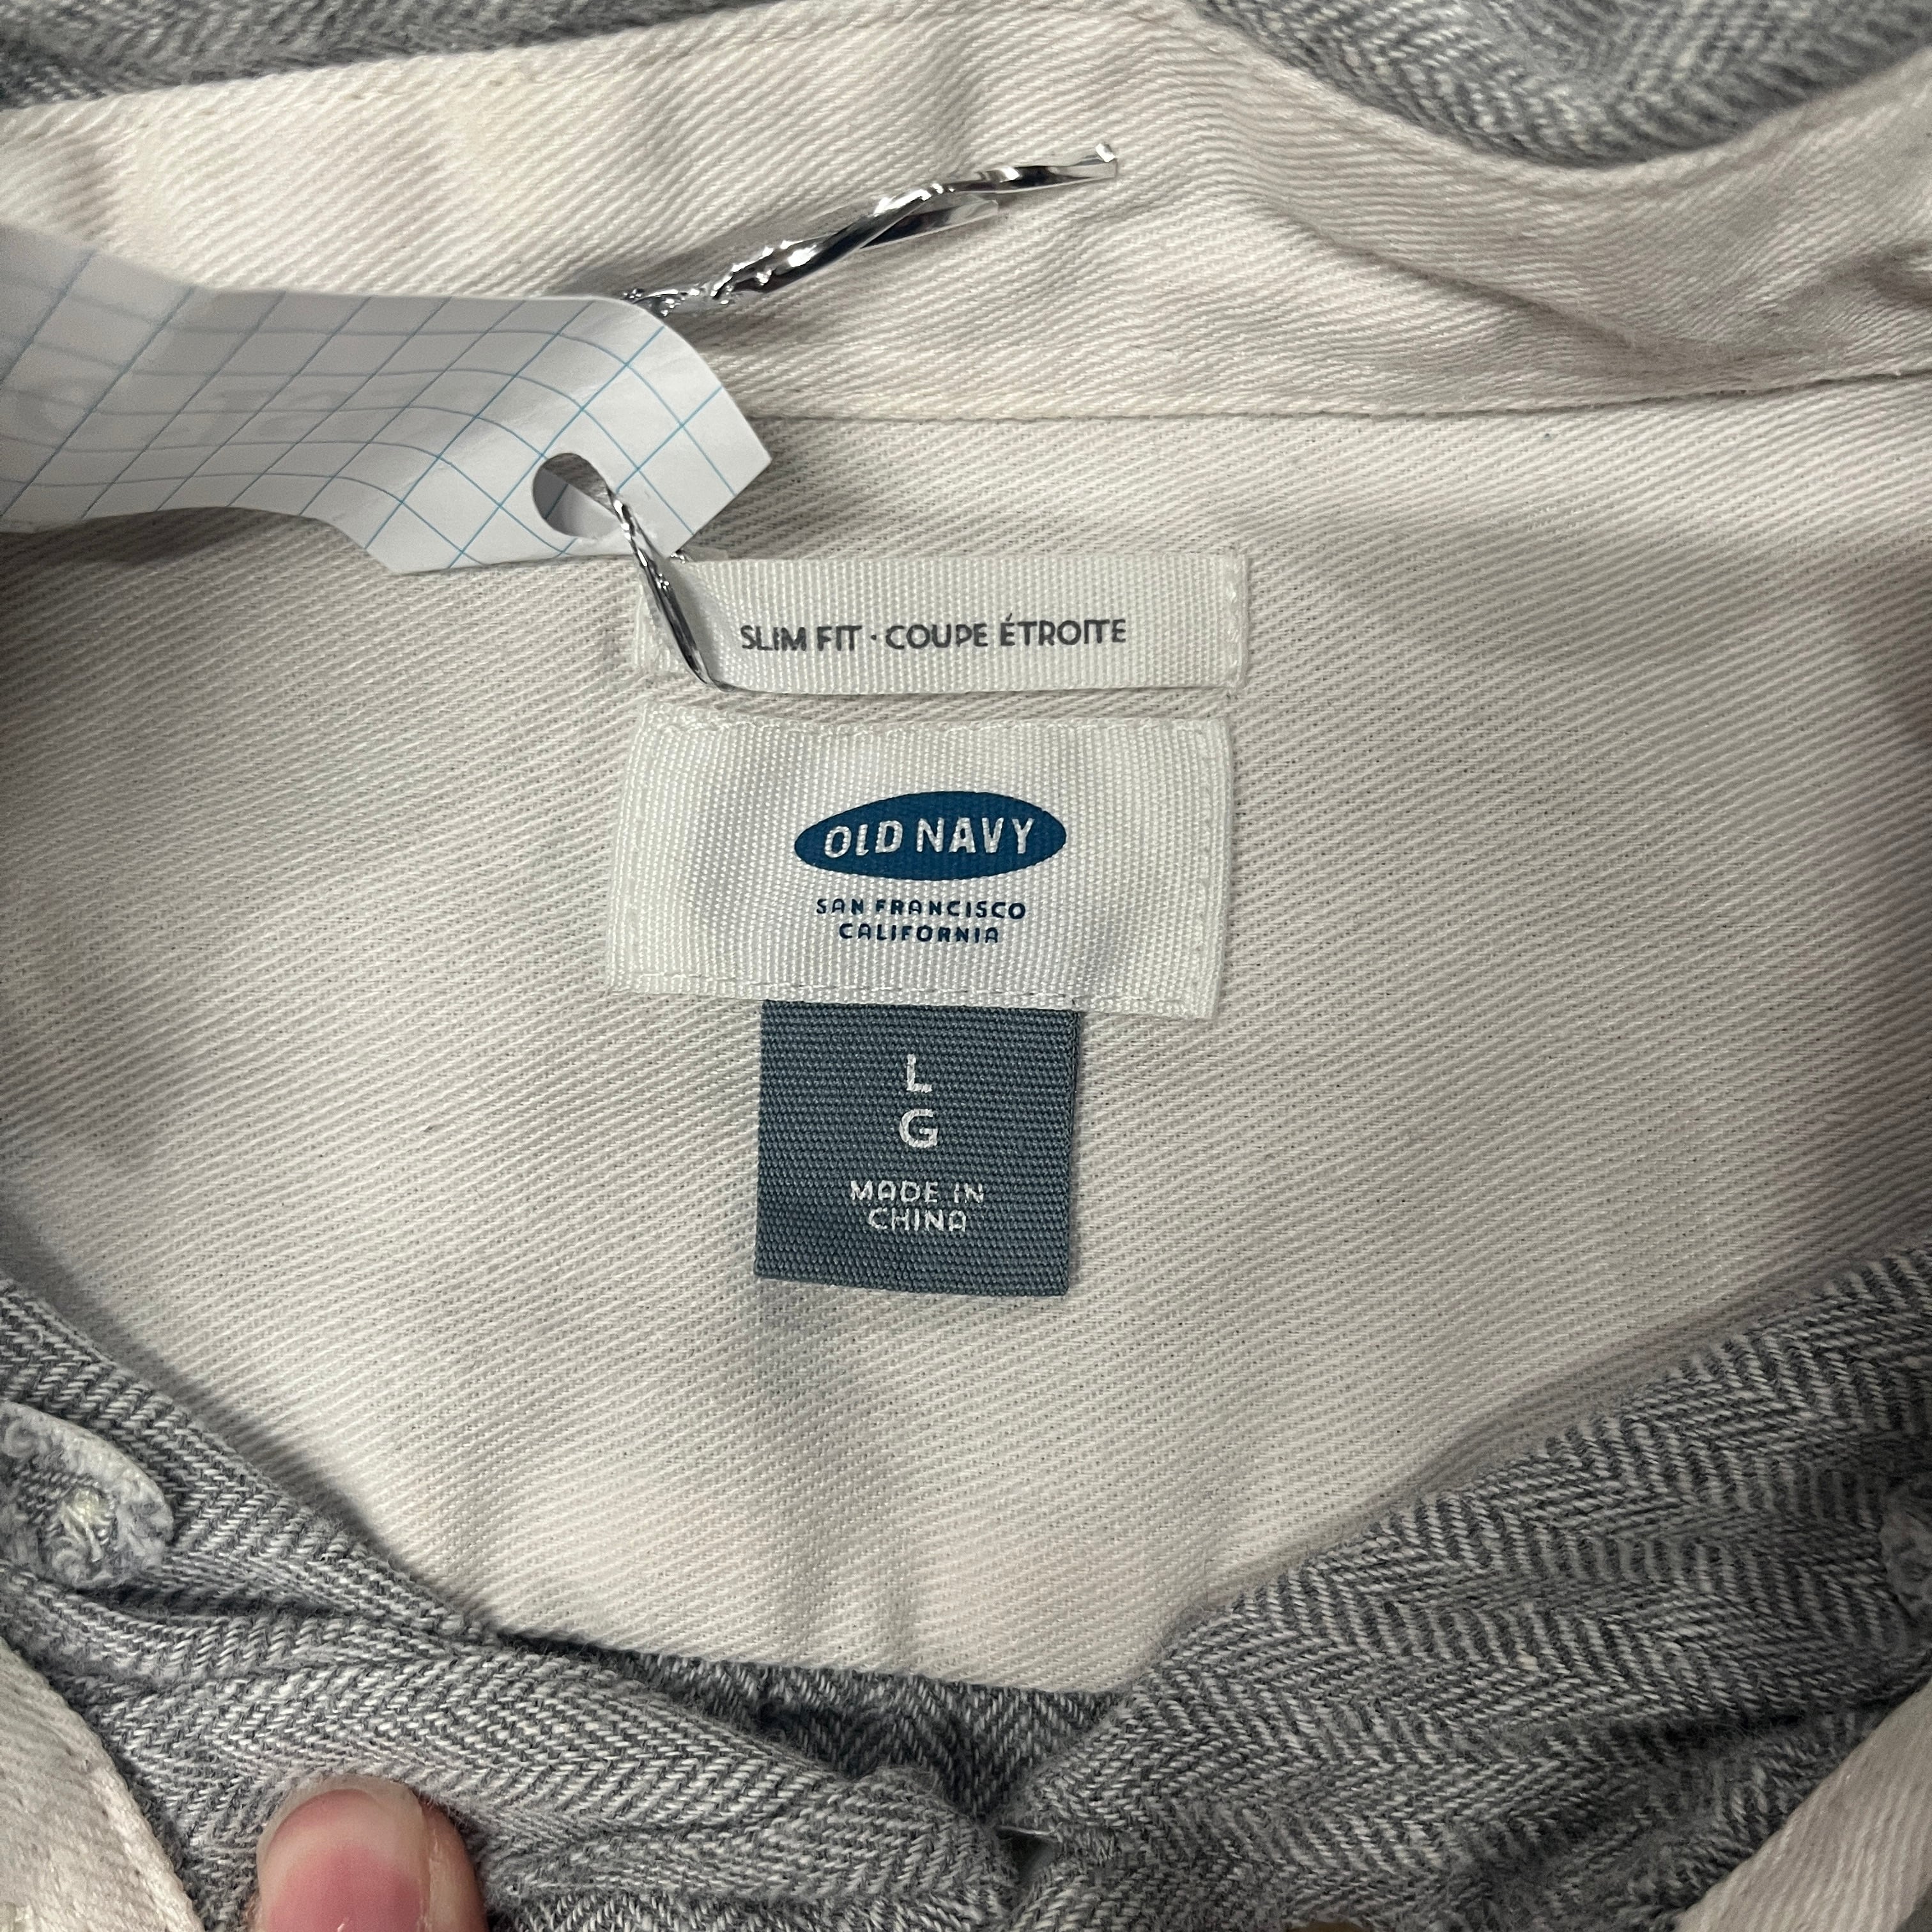 SLIM FIT · COUPE ÉTROITE
OLD NAVY
SAN FRANCISCO
CALIFORNIA
L
G
MADE IN
CHINA